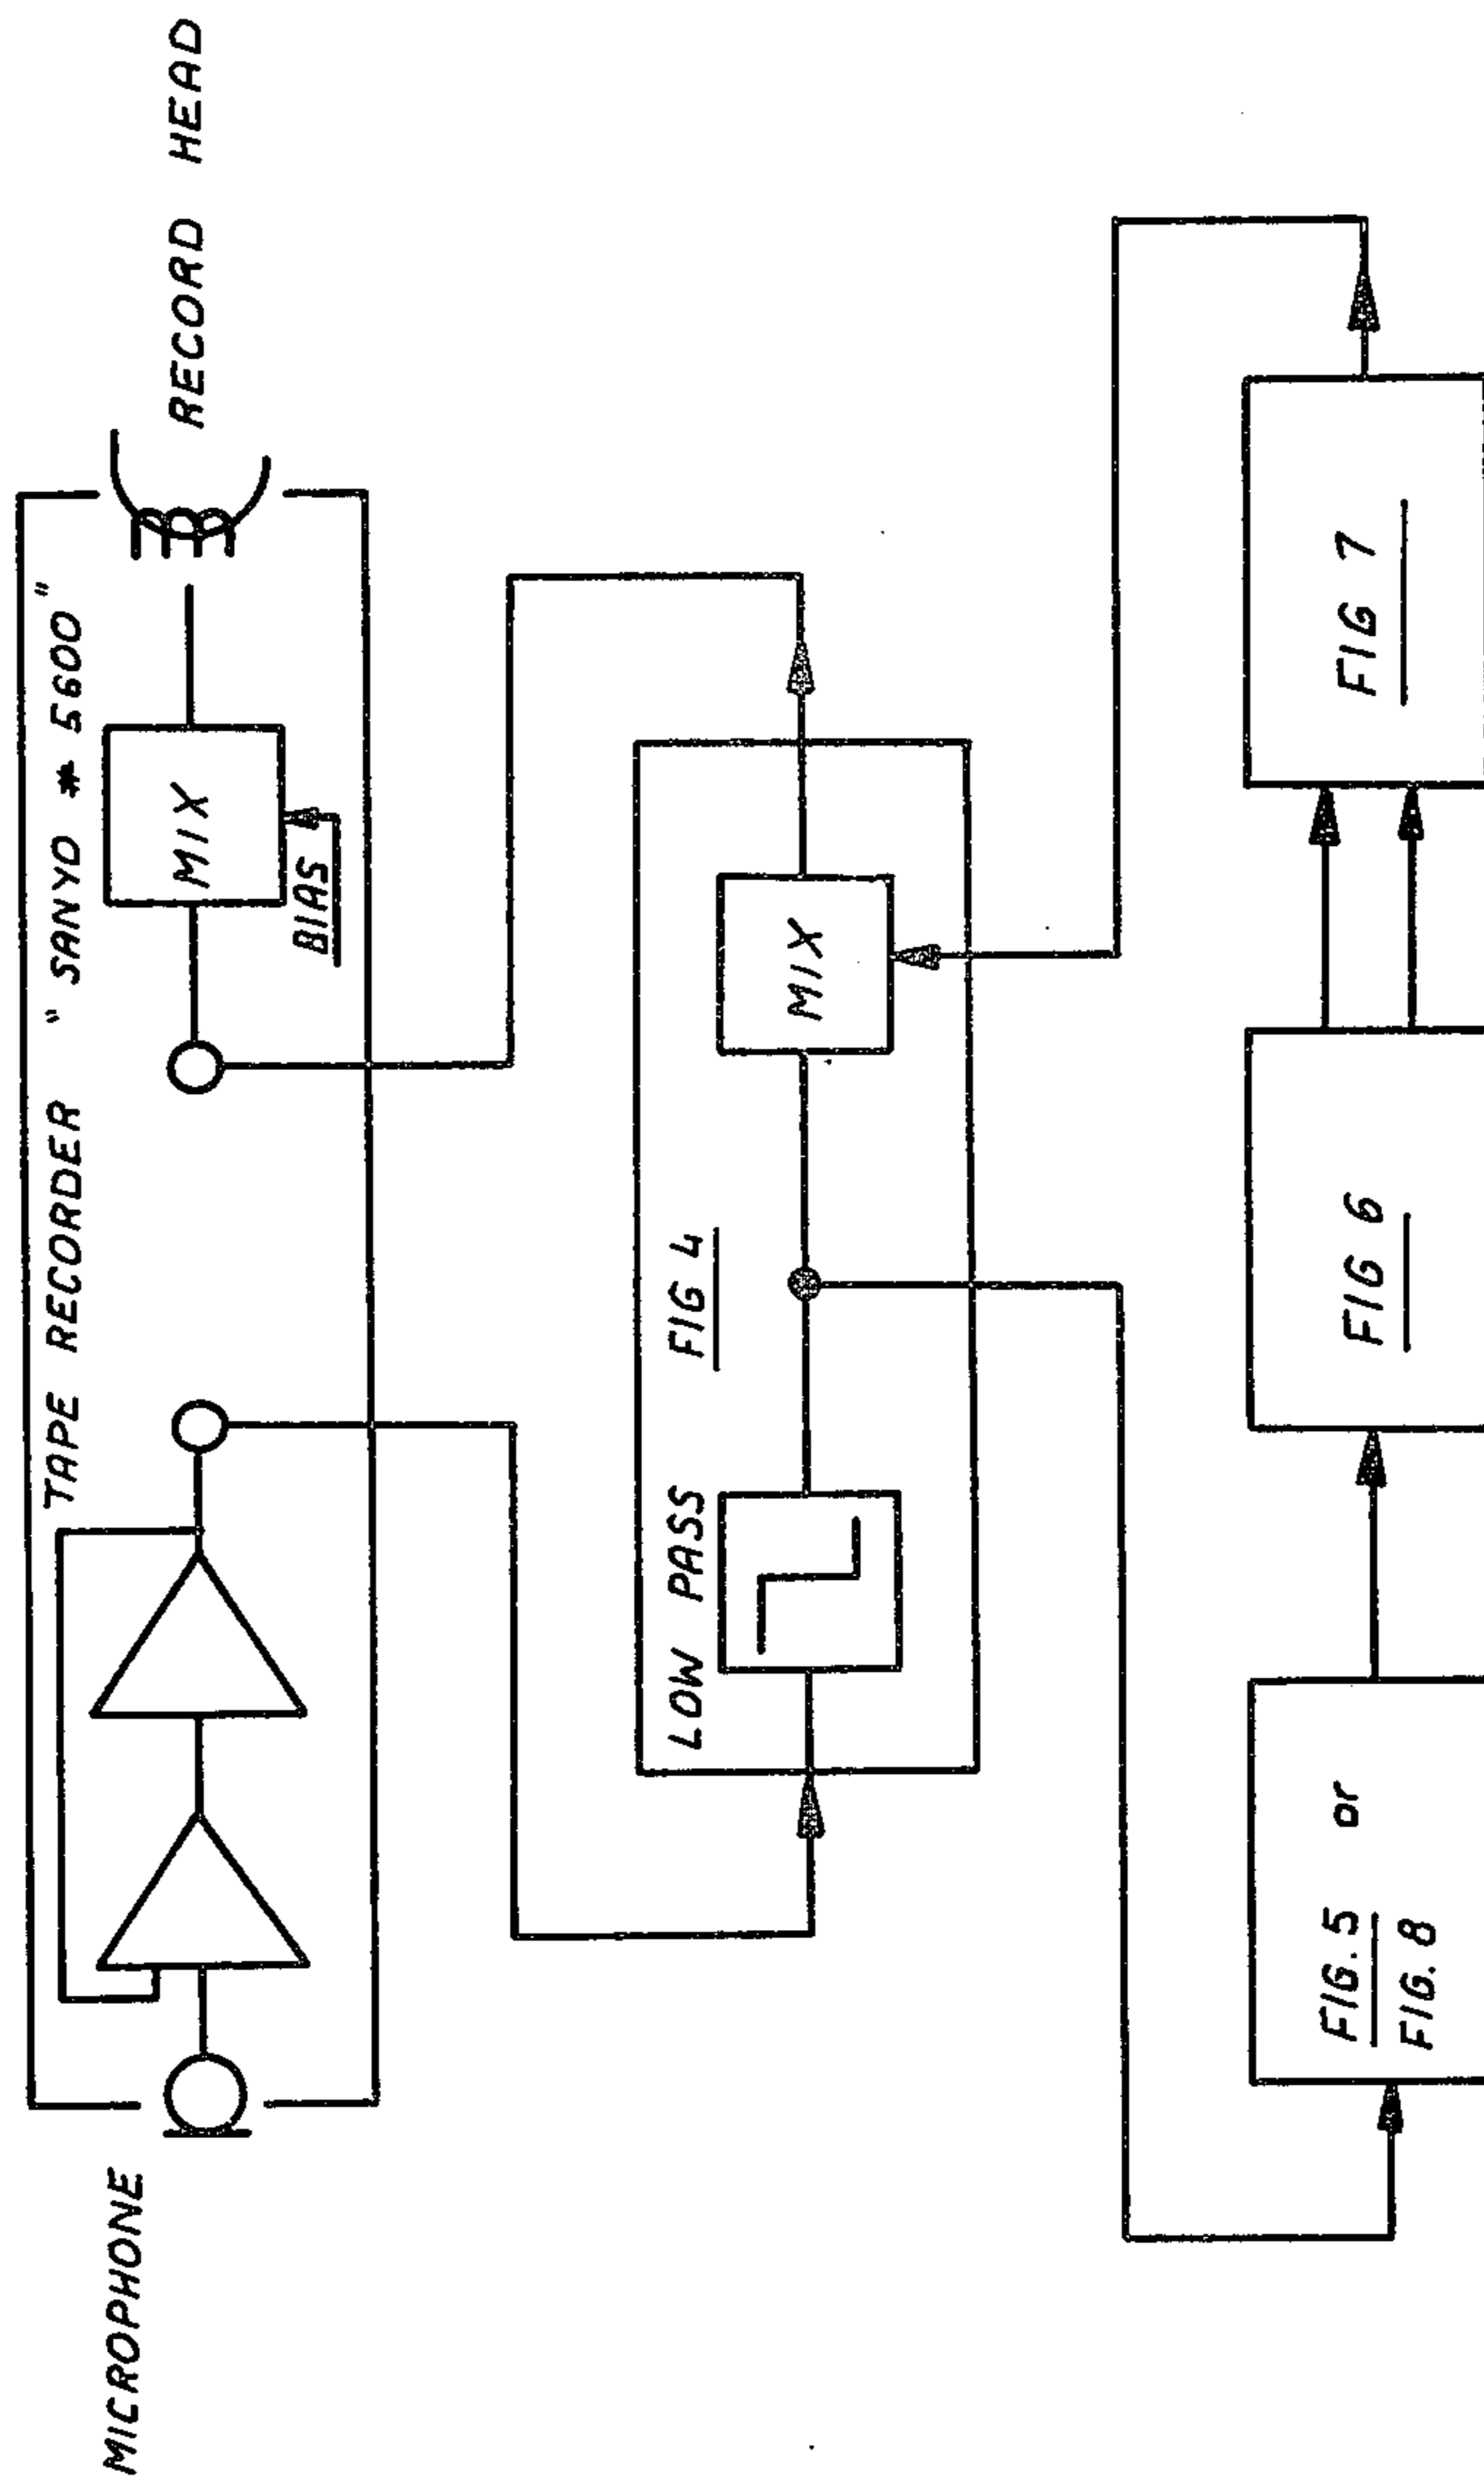 TAPE RECORDER " SANYO # 5600 "
MICROPHONE
MIX
RECORD HEAD
BIAS
LOW PASS
FIG 4
MIX
FIG. 5 or
FIG. 8
FIG 6
FIG 7